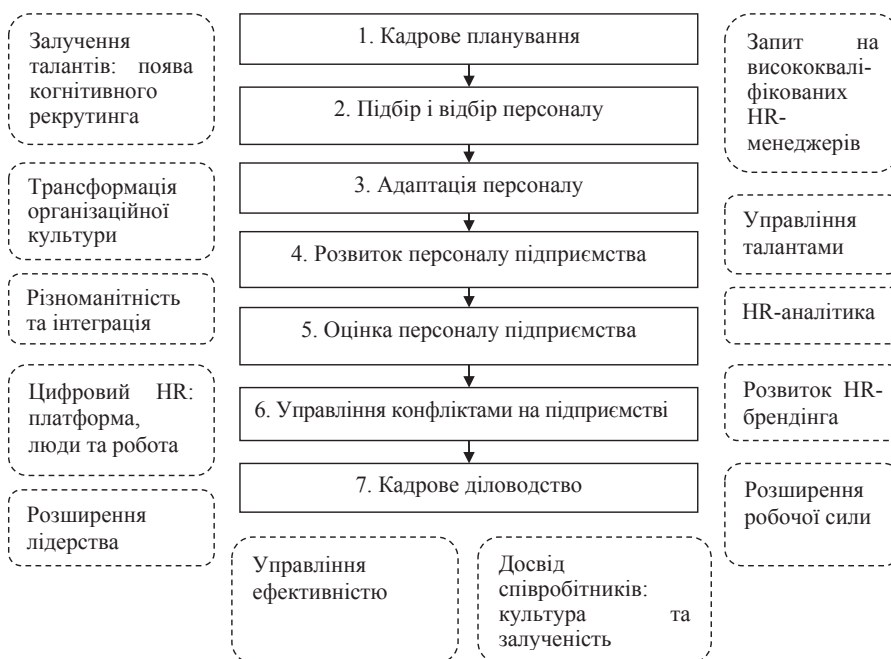 Залучення
талантів: поява
когнітивного
рекрутинга
Трансформація
організаційної
культури
Різноманітність
та інтеграція
Цифровий HR:
платформа,
люди та робота
Розширення
лідерства
1. Кадрове планування
2. Підбір і відбір персоналу
3. Адаптація персоналу
4. Розвиток персоналу підприємства
5. Оцінка персоналу підприємства
6. Управління конфліктами на підприємстві
7. Кадрове діловодство
Запит на
висококвалі-
фікованих
HR-
менеджерів
Управління
талантами
HR-аналітика
Розвиток HR-
брендінга
Розширення
робочої сили
Управління
ефективністю
Досвід
співробітників:
культура та
залученість